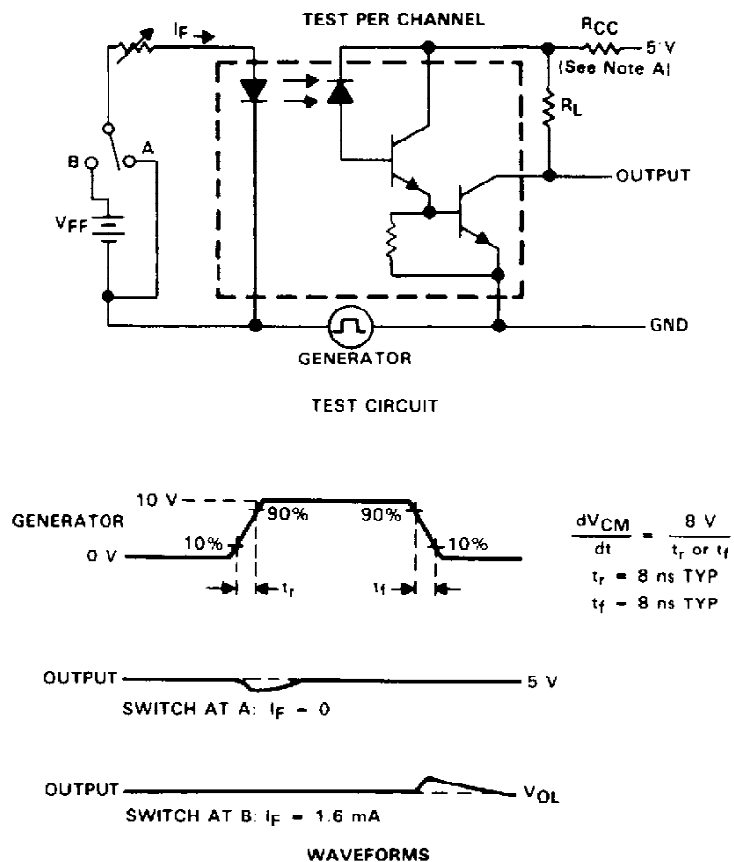 TEST PER CHANNEL
IF
RCC
5 V
(See Note A)
RL
A
B
OUTPUT
VFF
GND
GENERATOR
TEST CIRCUIT
10 V
90%
90%
GENERATOR
10%
10%
0 V
tr
tf
dVCM / dt = 8 V / tr or tf
tr = 8 ns TYP
tf = 8 ns TYP
OUTPUT
5 V
SWITCH AT A: IF = 0
OUTPUT
VOL
SWITCH AT B: IF = 1.6 mA
WAVEFORMS